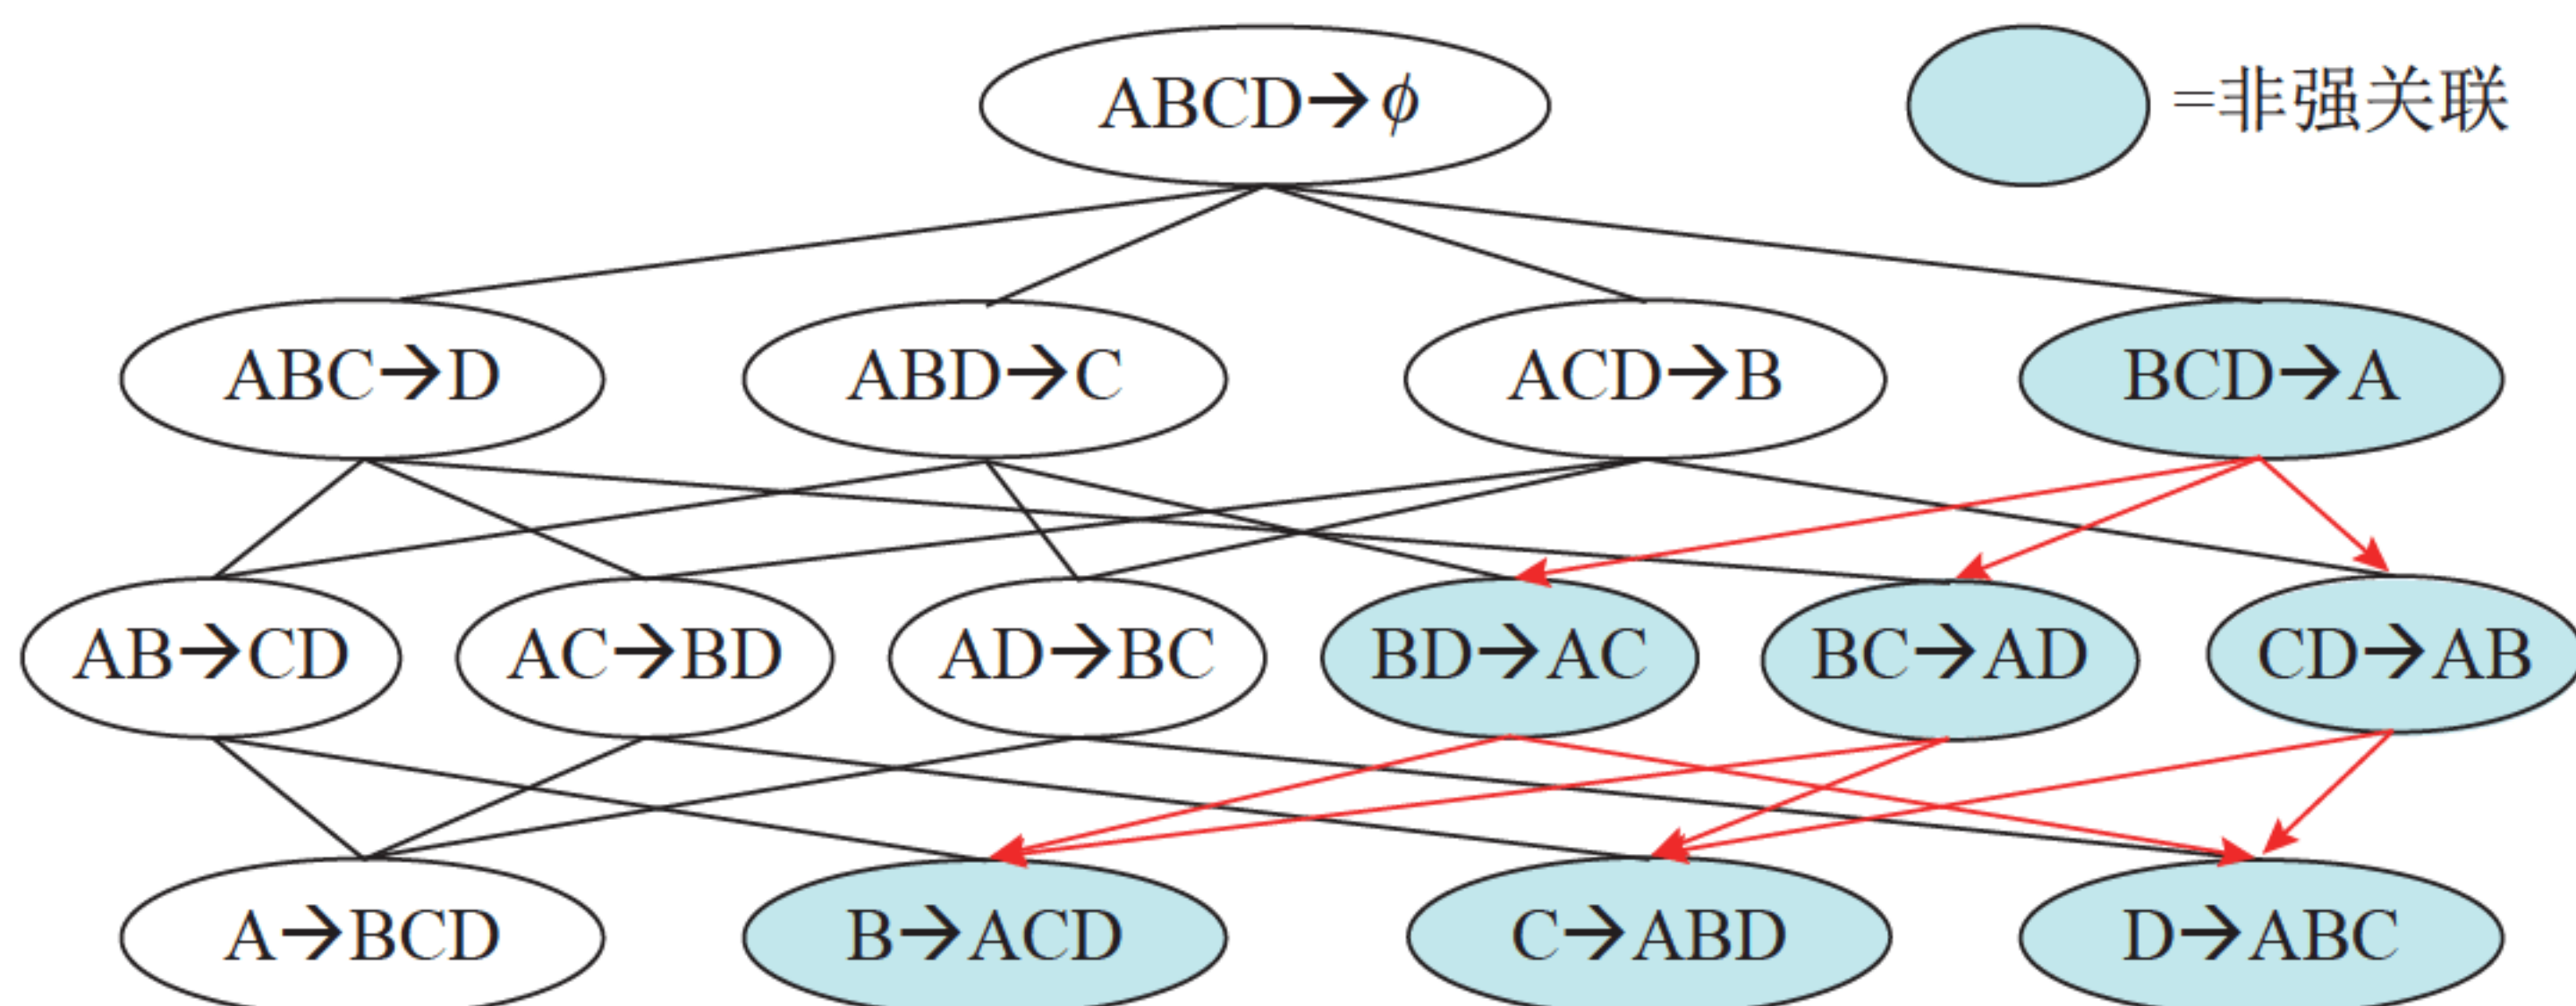 ABCD→ϕ
=非强关联
ABC→D
ABD→C
ACD→B
BCD→A
AB→CD
AC→BD
AD→BC
BD→AC
BC→AD
CD→AB
A→BCD
B→ACD
C→ABD
D→ABC